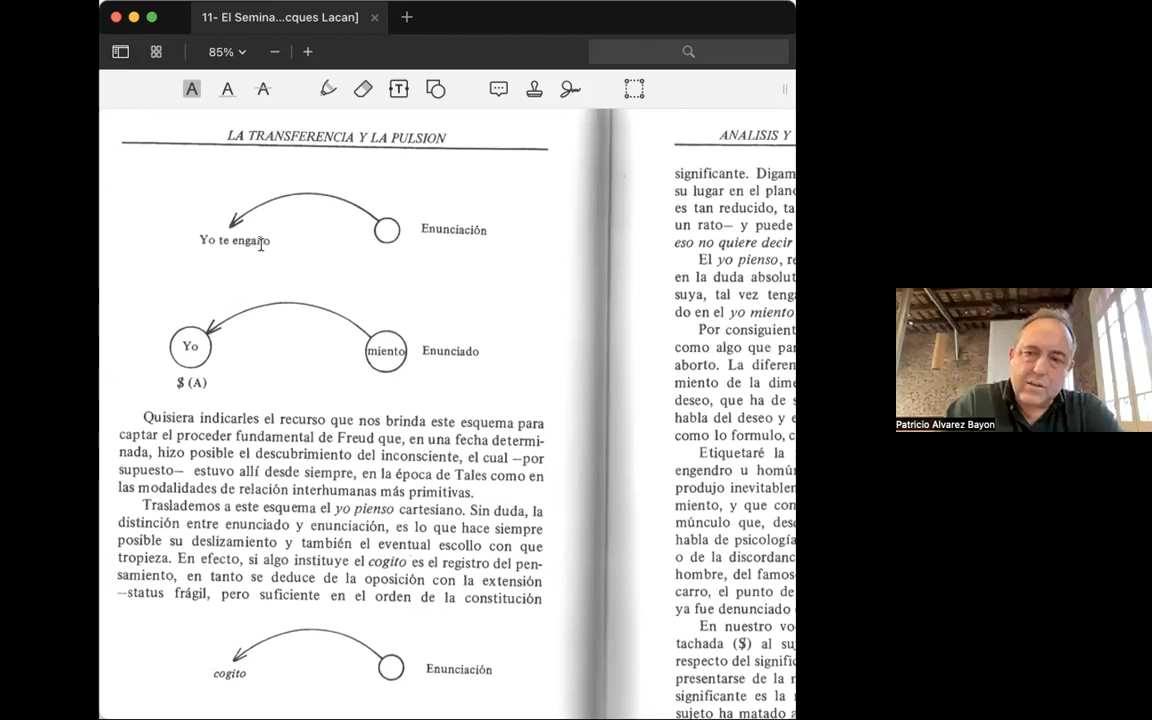 11- El Semina...cques Lacan]
85%
LA TRANSFERENCIA Y LA PULSION
Enunciación
Yo te engaño
Yo
miento
Enunciado
$ (A)
Quisiera indicarles el recurso que nos brinda este esquema para
captar el proceder fundamental de Freud que, en una fecha determi-
nada, hizo posible el descubrimiento del inconsciente, el cual —por
supuesto— estuvo allí desde siempre, en la época de Tales como en
las modalidades de relación interhumanas más primitivas.
Traslademos a este esquema el yo pienso cartesiano. Sin duda, la
distinción entre enunciado y enunciación, es lo que hace siempre
posible su deslizamiento y también el eventual escollo con que
tropieza. En efecto, si algo instituye el cogito es el registro del pen-
samiento, en tanto se deduce de la oposición con la extensión
—status frágil, pero suficiente en el orden de la constitución
cogito
Enunciación
ANALISIS Y
significante. Digam
su lugar en el plano
es tan reducido, ta
un rato— y puede
eso no quiere decir
El yo pienso, re
en la duda absolut
suya, tal vez teng
do en el yo miento
Por consiguient
como algo que pa
aborto. La diferen
miento de la dime
deseo, que ha de s
habla del deseo y e
como lo formulo, c
Etiquetaré la
engendro u homú
produjo inevitablen
miento, y que con
múnculo que, des
habla de psicología
o de la discordanc
hombre, del famos
carro, el punto de
ya fue denunciado
En nuestro vo
tachada ($) al su
respecto del signifi
presentarse de la
significante es la
sujeto ha matado a
Patricio Alvarez Bayon